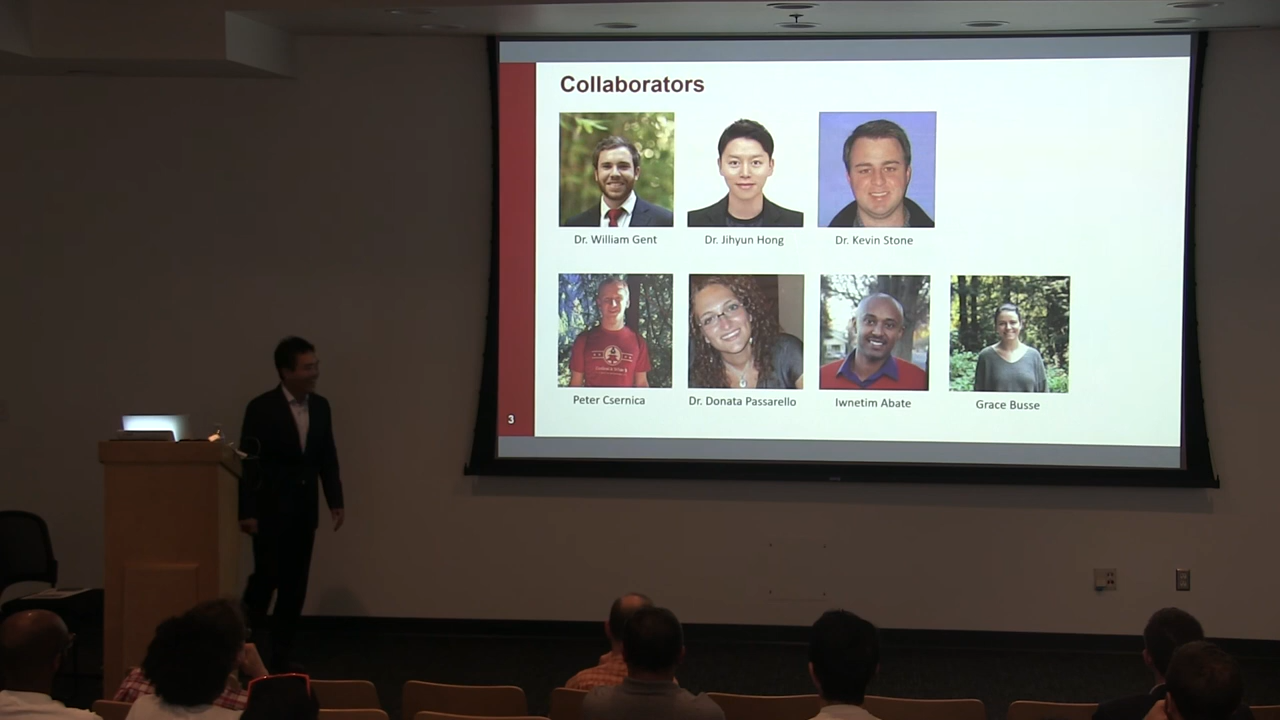 Collaborators
Dr. William Gent
Dr. Jihyun Hong
Dr. Kevin Stone
Peter Csernica
Dr. Donata Passarello
Iwnetim Abate
Grace Busse
3